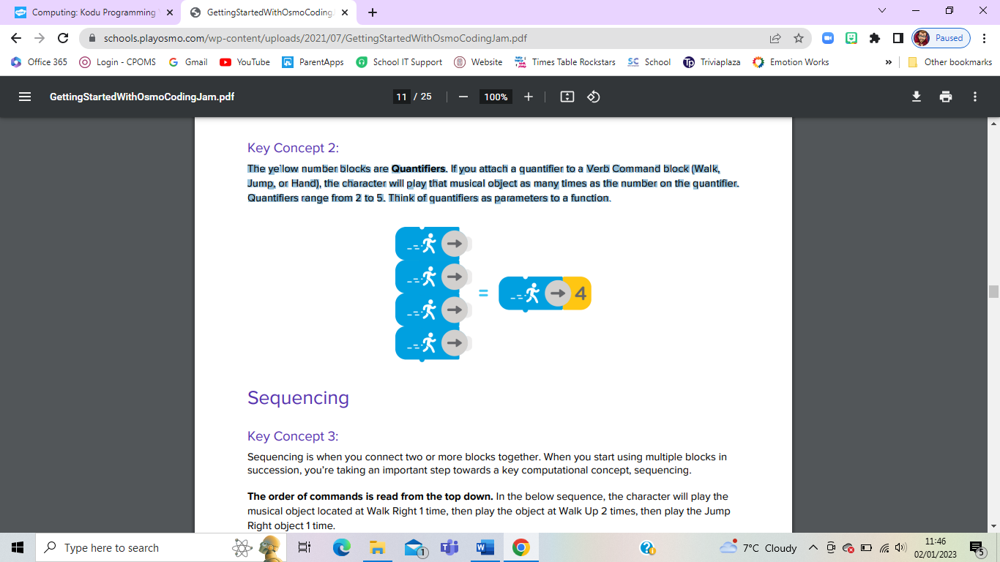 Computing: Kodu Programming
GettingStartedWithOsmoCodingJam
schools.playosmo.com/wp-content/uploads/2021/07/GettingStartedWithOsmoCodingJam.pdf
Paused
Office 365
Login - CPOMS
Gmail
YouTube
ParentApps
School IT Support
Website
Times Table Rockstars
SC School
Tp Triviaplaza
Emotion Works
»
Other bookmarks
GettingStartedWithOsmoCodingJam.pdf
11 / 25
100%
Key Concept 2:
The yellow number blocks are Quantifiers. If you attach a quantifier to a Verb Command block (Walk,
Jump, or Hand), the character will play that musical object as many times as the number on the quantifier.
Quantifiers range from 2 to 5. Think of quantifiers as parameters to a function.
= 4
Sequencing
Key Concept 3:
Sequencing is when you connect two or more blocks together. When you start using multiple blocks in
succession, you're taking an important step towards a key computational concept, sequencing.
The order of commands is read from the top down. In the below sequence, the character will play the
musical object located at Walk Right 1 time, then play the object at Walk Up 2 times, then play the Jump
Right object 1 time.
Type here to search
1
7°C Cloudy
11:46
02/01/2023
5